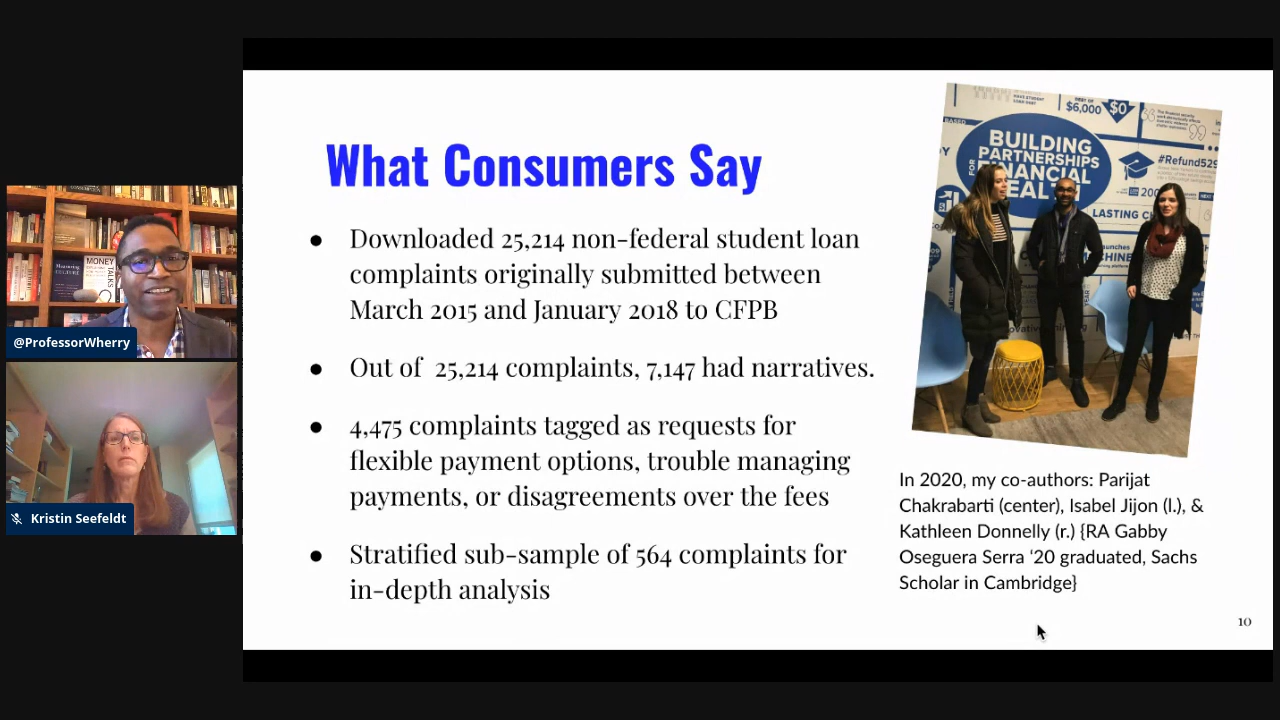 What Consumers Say
● Downloaded 25,214 non-federal student loan
complaints originally submitted between
March 2015 and January 2018 to CFPB
● Out of 25,214 complaints, 7,147 had narratives.
● 4,475 complaints tagged as requests for
flexible payment options, trouble managing
payments, or disagreements over the fees
● Stratified sub-sample of 564 complaints for
in-depth analysis
$6,000
$0
BUILDING
PARTNERSHIPS
FOR
FINANCIAL
HEALTH
#Refund529
LASTING
In 2020, my co-authors: Parijat
Chakrabarti (center), Isabel Jijon (l.), &
Kathleen Donnelly (r.) {RA Gabby
Oseguera Serra ‘20 graduated, Sachs
Scholar in Cambridge}
10
MONEY
TALKS
@ProfessorWherry
Kristin Seefeldt